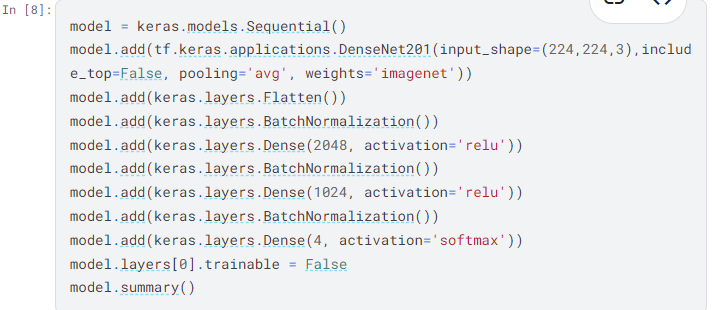 In [8]:
model = keras.models.Sequential()
model.add(tf.keras.applications.DenseNet201(input_shape=(224,224,3),includ
e_top=False, pooling='avg', weights='imagenet'))
model.add(keras.layers.Flatten())
model.add(keras.layers.BatchNormalization())
model.add(keras.layers.Dense(2048, activation='relu'))
model.add(keras.layers.BatchNormalization())
model.add(keras.layers.Dense(1024, activation='relu'))
model.add(keras.layers.BatchNormalization())
model.add(keras.layers.Dense(4, activation='softmax'))
model.layers[0].trainable = False
model.summary()